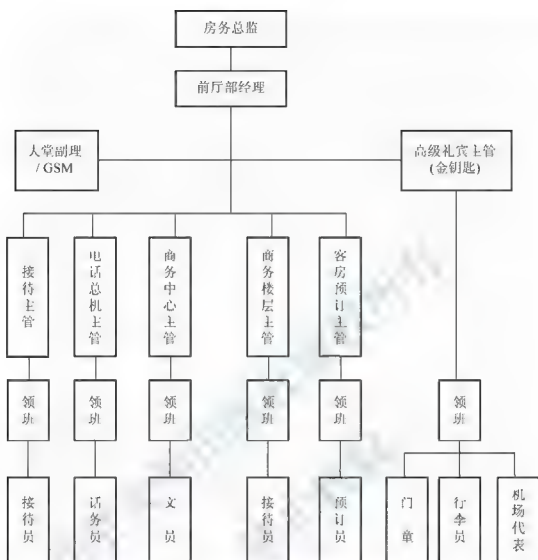 房务总监
前厅部经理
大堂副理
/ GSM
高级礼宾主管
(金钥匙)
接待主管
电话总机主管
商务中心主管
商务楼层主管
客房预订主管
领班
领班
领班
领班
领班
领班
接待员
话务员
文员
接待员
预订员
门童
行李员
机场代表